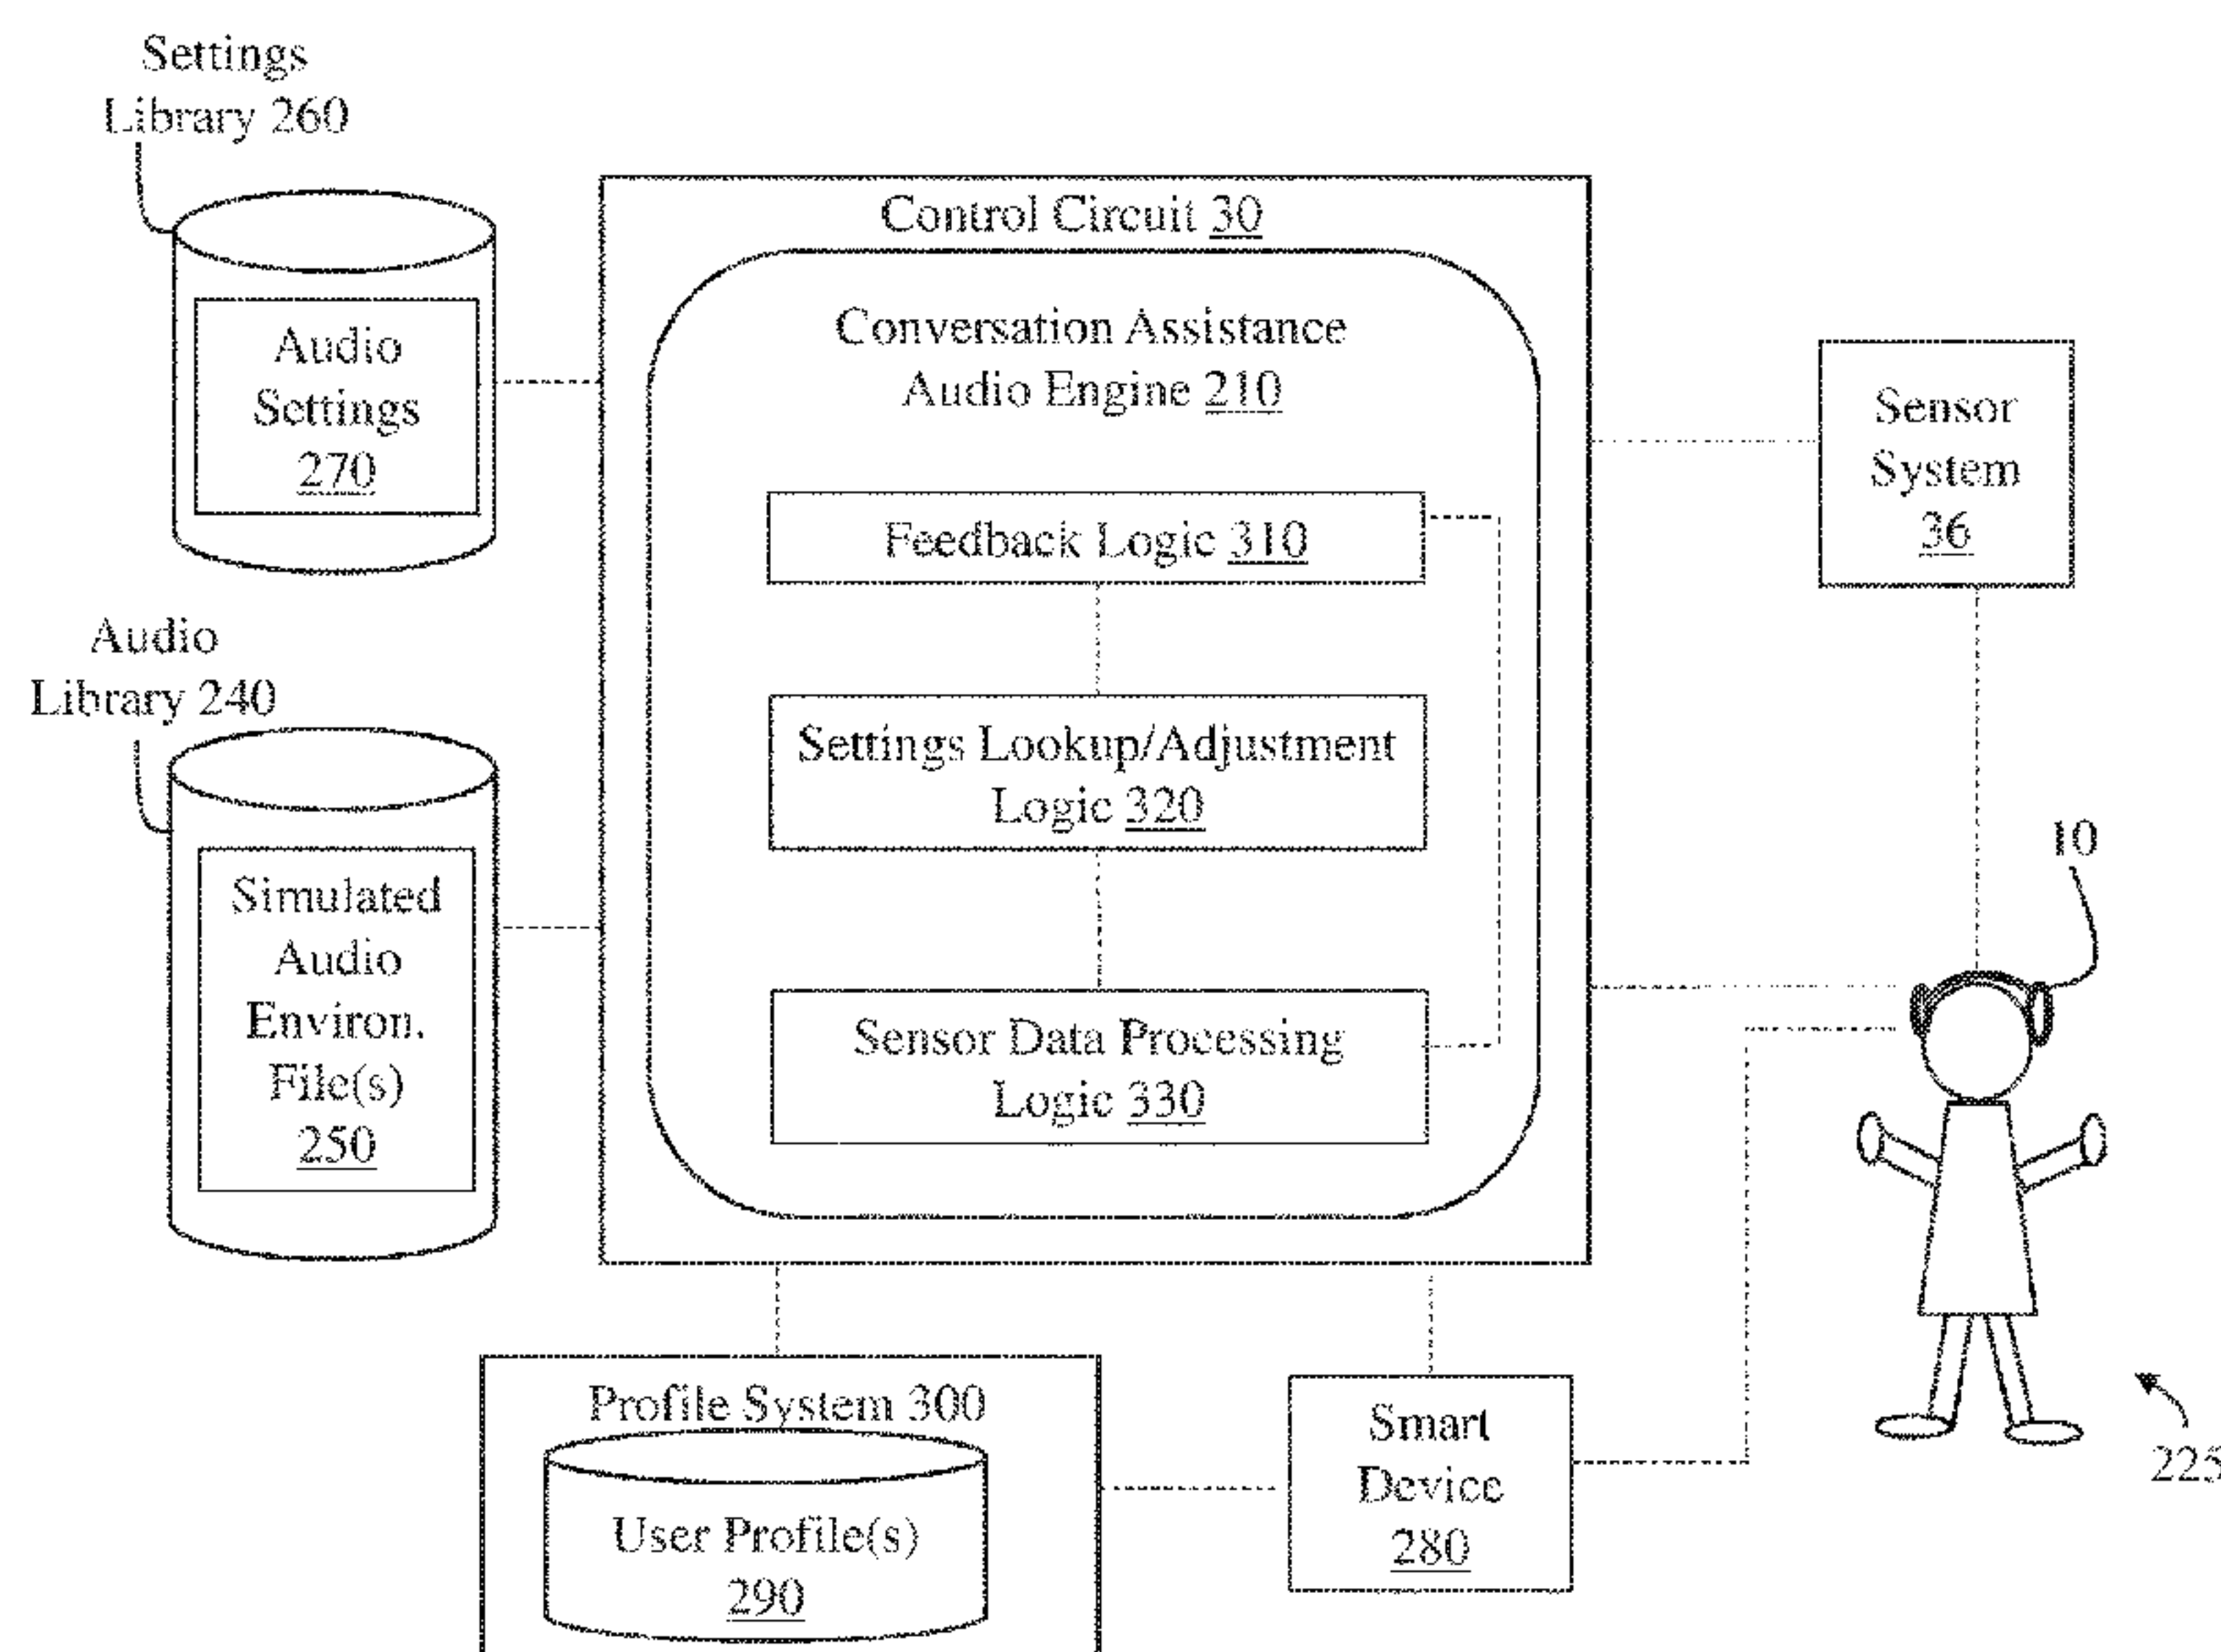 Settings
Library 260
Audio
Settings
270
Audio
Library 240
Simulated
Audio
Environ.
File(s)
250
Control Circuit 30
Conversation Assistance
Audio Engine 210
Feedback Logic 310
Settings Lookup/Adjustment
Logic 320
Sensor Data Processing
Logic 330
Sensor
System
36
10
225
Profile System 300
User Profile(s)
290
Smart
Device
280